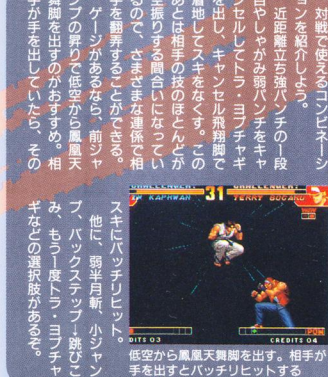 対戦で使えるコンビネーシ
ョンを紹介しよう。
近距離立ち強パンチの1段
目やしゃがみ弱パンチをキャ
ンセルしてトラ・ヨプチャギ
を出し、キャンセル飛翔脚で
着地してスキをなくす。この
あとは相手の技のほとんどが
空振りする間合いになってい
るので、さまざまな連係で相
手を翻弄することができる。
ゲージがあるなら、前ジャ
ンプの昇りで低空から鳳凰天
舞脚を出すのがおすすめ。相
手が手を出していたら、その
スキにバッチリヒット。
他に、弱半月斬、小ジャン
プ、バックステップ→跳びこ
み、もう一度トラ・ヨプチャ
ギなどの選択肢があるぞ。
KAPHWAN
31
TERRY BOGARD
POW
CREDITS 04
DITS 03
低空から鳳凰天舞脚を出す。相手が
手を出すとバッチリヒットする